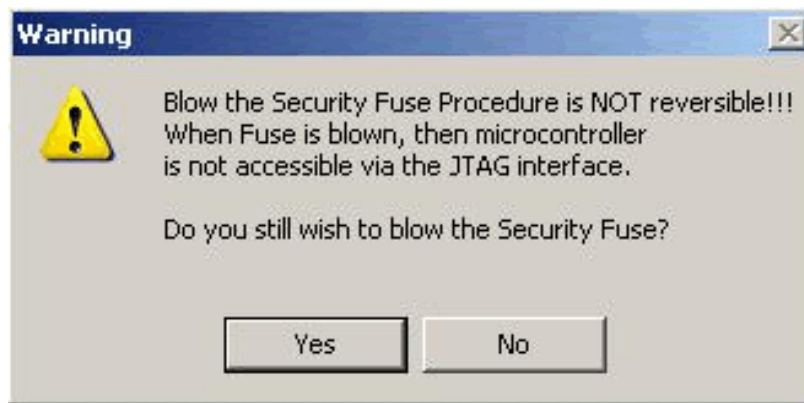 Warning
Blow the Security Fuse Procedure is NOT reversible!!!
When Fuse is blown, then microcontroller
is not accessible via the JTAG interface.
Do you still wish to blow the Security Fuse?
Yes
No